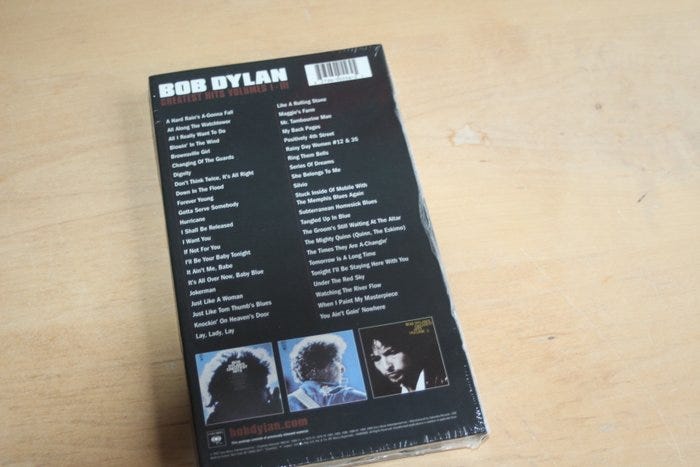 BOB DYLAN
GREATEST HITS VOLUMES I - III
A Hard Rain's A-Gonna Fall
All Along The Watchtower
All I Really Want To Do
Blowin' In The Wind
Brownsville Girl
Changing Of The Guards
Dignity
Don't Think Twice, It's All Right
Down In The Flood
Forever Young
Gotta Serve Somebody
Hurricane
I Shall Be Released
I Want You
If Not For You
I'll Be Your Baby Tonight
It Ain't Me, Babe
It's All Over Now, Baby Blue
Jokerman
Just Like A Woman
Just Like Tom Thumb's Blues
Knockin' On Heaven's Door
Lay, Lady, Lay
Like A Rolling Stone
Maggie's Farm
Mr. Tambourine Man
My Back Pages
Positively 4th Street
Rainy Day Women #12 & 35
Ring Them Bells
Series Of Dreams
She Belongs To Me
Silvio
Stuck Inside Of Mobile With
The Memphis Blues Again
Subterranean Homesick Blues
Tangled Up In Blue
The Groom's Still Waiting At The Altar
The Mighty Quinn (Quinn, The Eskimo)
The Times They Are A-Changin'
Tomorrow Is A Long Time
Tonight I'll Be Staying Here With You
Under The Red Sky
Watching The River Flow
When I Paint My Masterpiece
You Ain't Goin' Nowhere
bobdylan.com
This package consists of previously released material